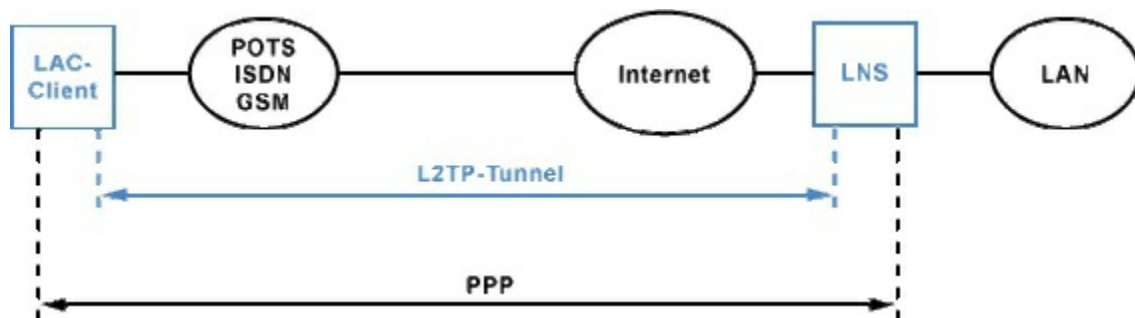 LAC-
Client
POTS
ISDN
GSM
Internet
LNS
LAN
L2TP-Tunnel
PPP